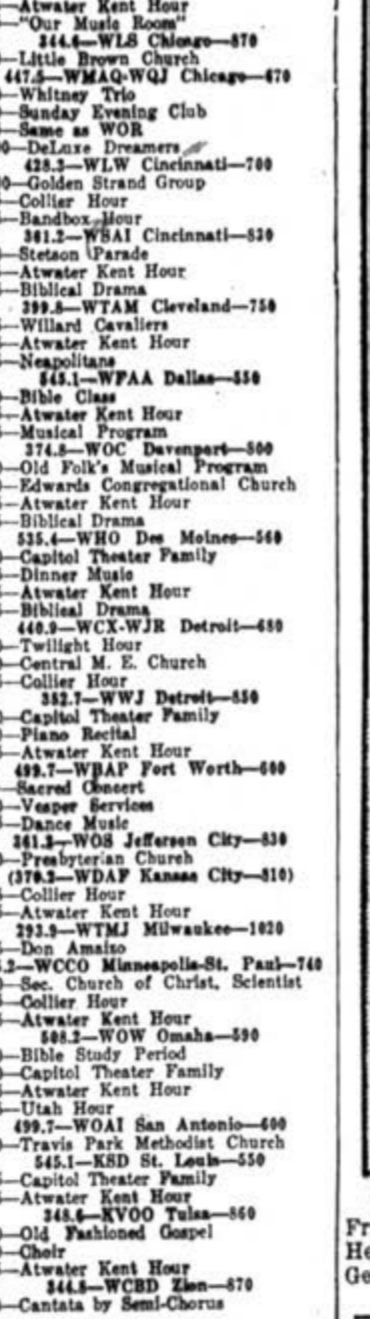 —Atwater Kent Hour
—"Our Music Room"
344.6—WLS Chicago—870
—Little Brown Church
447.5—WMAQ-WQJ Chicago—670
—Whitney Trio
—Sunday Evening Club
—Same as WOR
0—DeLuxe Dreamers
428.3—WLW Cincinnati—700
0—Golden Strand Group
—Collier Hour
—Bandbox Hour
361.2—WSAI Cincinnati—830
—Stetson Parade
—Atwater Kent Hour
—Biblical Drama
399.8—WTAM Cleveland—750
—Willard Cavaliers
—Atwater Kent Hour
—Neapolitans
545.1—WFAA Dallas—550
—Bible Class
—Atwater Kent Hour
—Musical Program
374.8—WOC Davenport—800
—Old Folk's Musical Program
—Edwards Congregational Church
—Atwater Kent Hour
—Biblical Drama
535.4—WHO Des Moines—560
—Capitol Theater Family
—Dinner Music
—Atwater Kent Hour
—Biblical Drama
440.9—WCX-WJR Detroit—680
—Twilight Hour
—Central M. E. Church
—Collier Hour
352.7—WWJ Detroit—850
—Capitol Theater Family
—Piano Recital
—Atwater Kent Hour
499.7—WBAP Fort Worth—600
—Sacred Concert
—Vesper Services
—Dance Music
361.2—WOS Jefferson City—830
—Presbyterian Church
(370.2—WDAF Kansas City—810)
—Collier Hour
—Atwater Kent Hour
293.9—WTMJ Milwaukee—1020
—Don Amaizo
.2—WCCO Minneapolis-St. Paul—740
—Sec. Church of Christ, Scientist
—Collier Hour
—Atwater Kent Hour
508.2—WOW Omaha—590
—Bible Study Period
—Capitol Theater Family
—Atwater Kent Hour
—Utah Hour
499.7—WOAI San Antonio—600
—Travis Park Methodist Church
545.1—KSD St. Louis—550
—Capitol Theater Family
—Atwater Kent Hour
348.6—KVOO Tulsa—860
—Old Fashioned Gospel
—Choir
—Atwater Kent Hour
344.6—WCBD Zion—870
—Cantata by Semi-Chorus
Fr
He
Ge